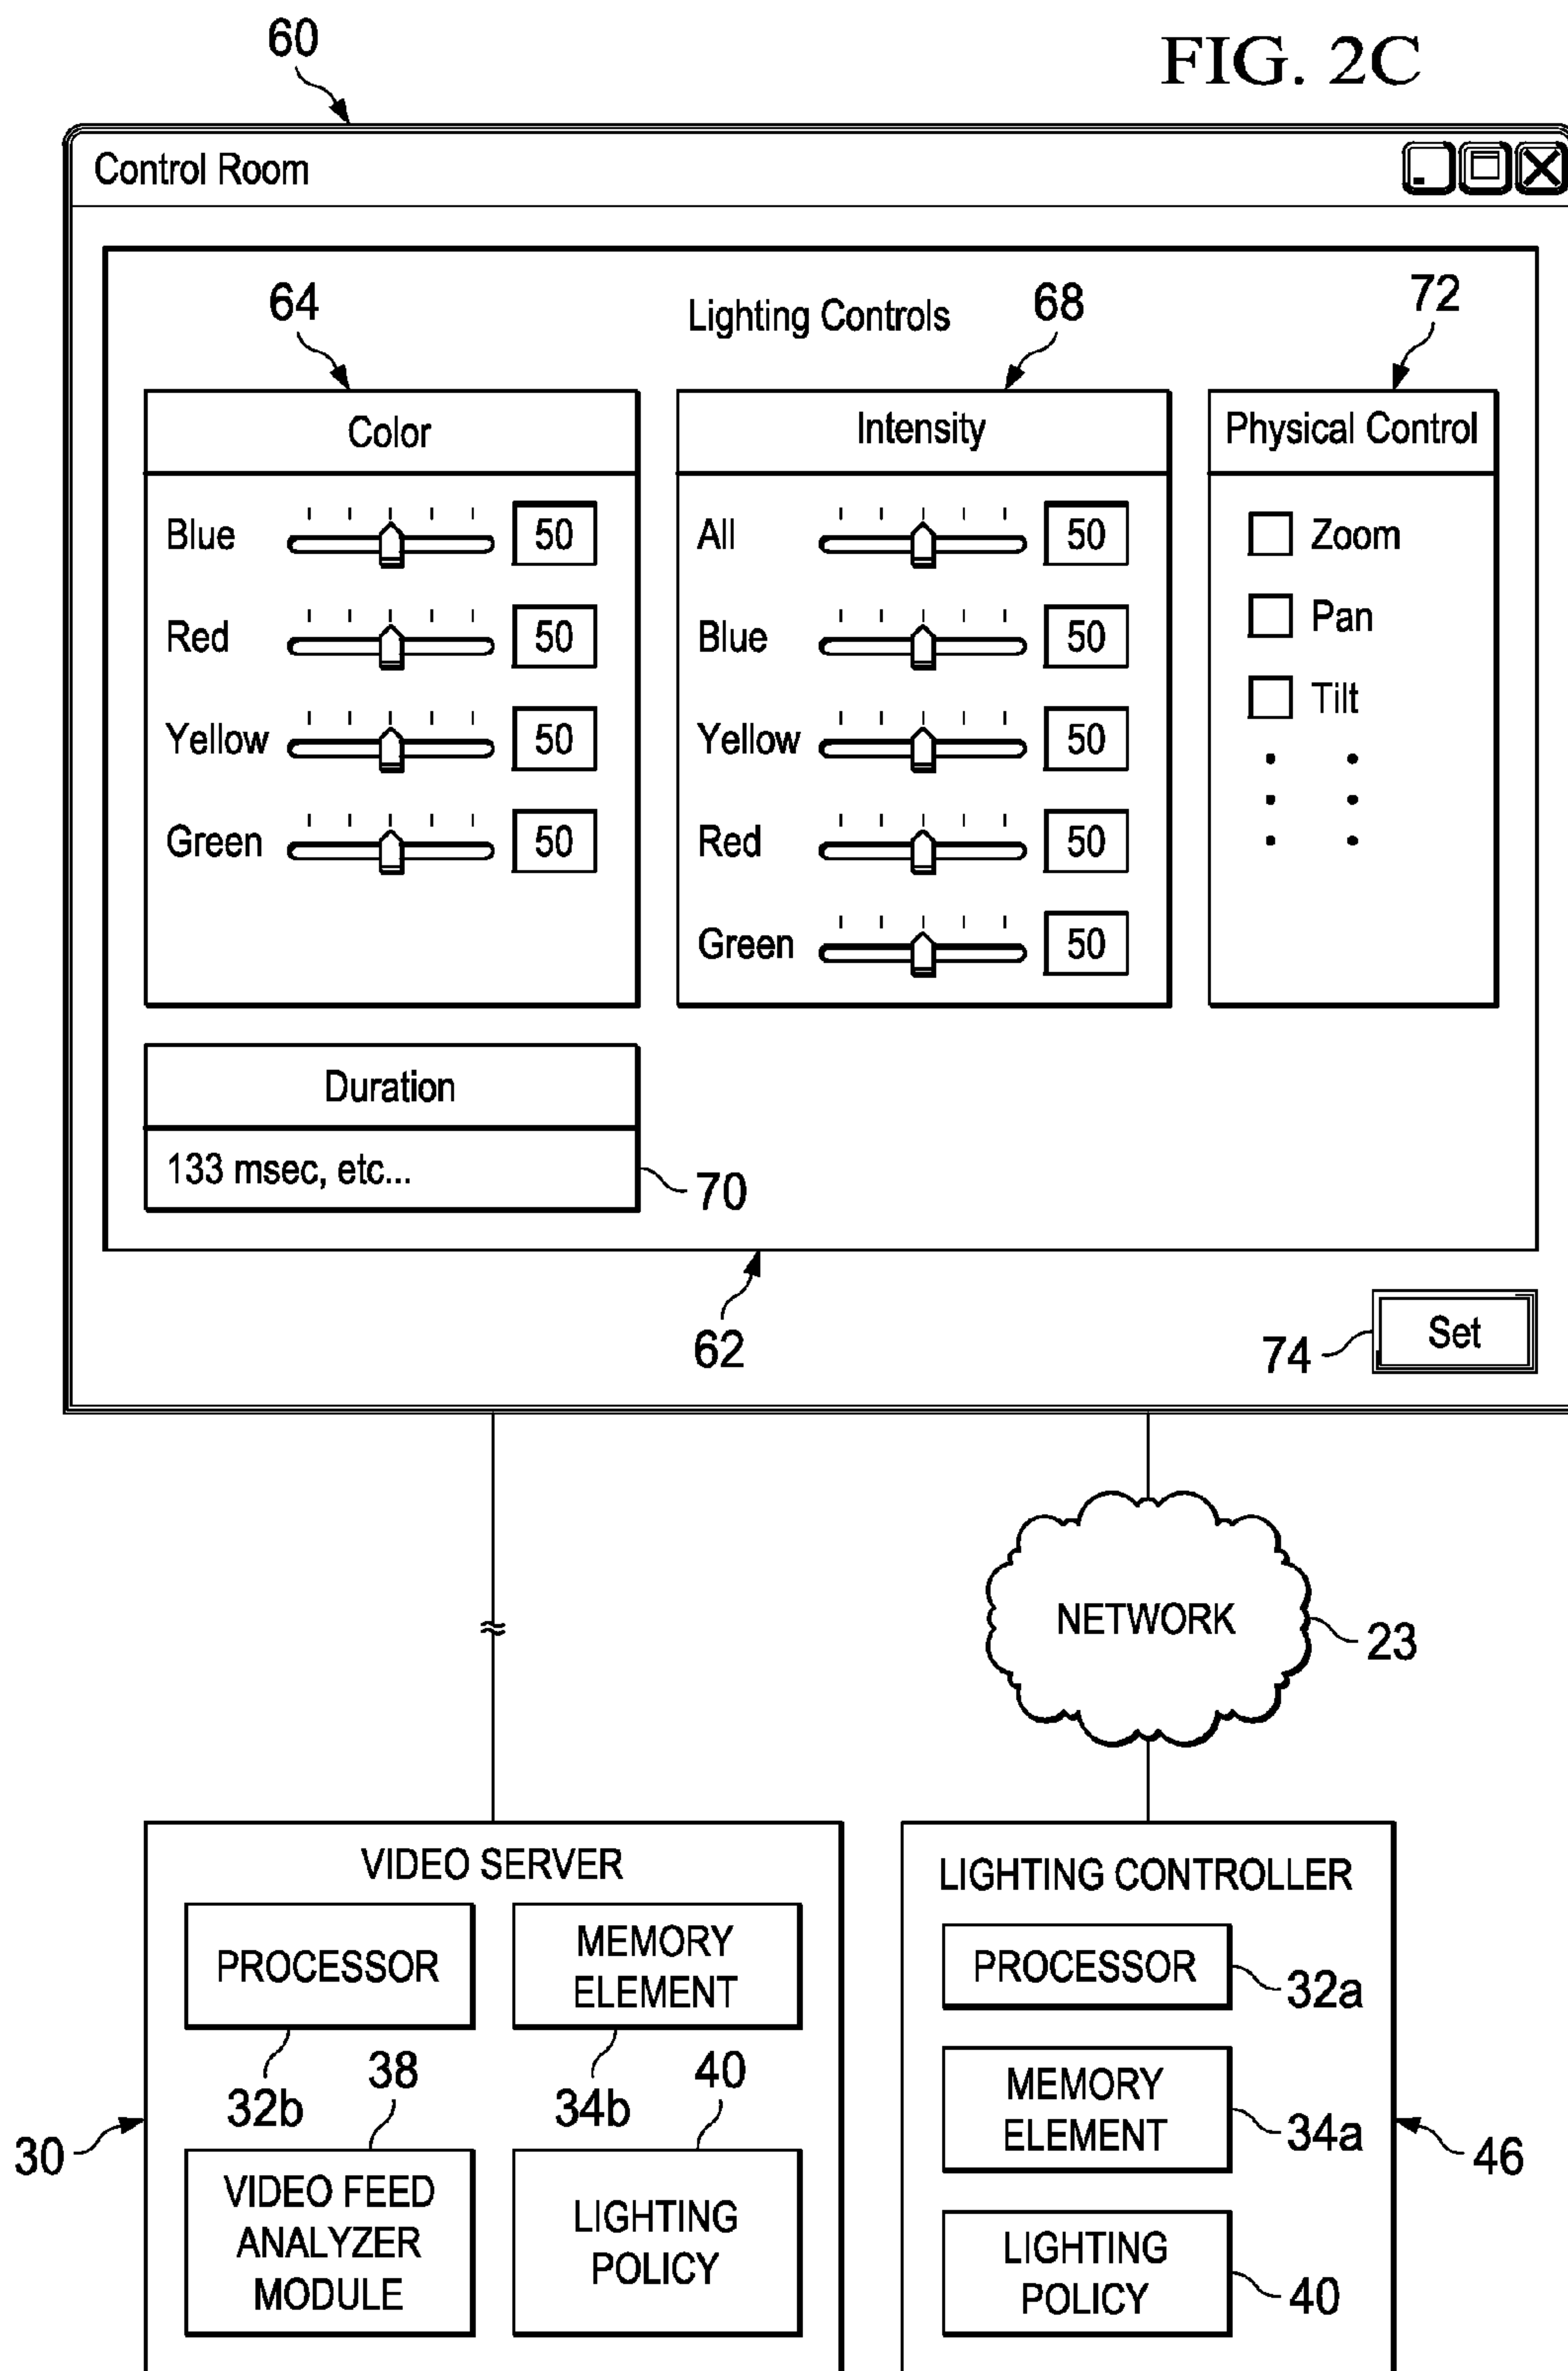 60
FIG. 2C
Control Room
64
Lighting Controls
68
72
Color
Blue 50
Red 50
Yellow 50
Green 50
Intensity
All 50
Blue 50
Yellow 50
Red 50
Green 50
Physical Control
Zoom
Pan
Tilt
Duration
133 msec, etc...
70
62
74
Set
NETWORK
23
VIDEO SERVER
PROCESSOR
32b
MEMORY
ELEMENT
34b
38
40
30
VIDEO FEED
ANALYZER
MODULE
LIGHTING
POLICY
LIGHTING CONTROLLER
PROCESSOR
32a
MEMORY
ELEMENT
34a
46
LIGHTING
POLICY
40